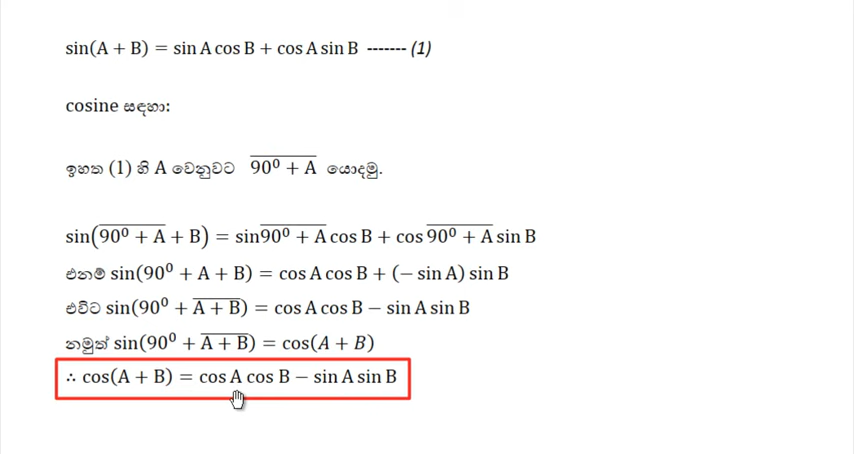 sin(A + B) = sin A cos B + cos A sin B ------- (1)
cosine සඳහා:
ඉහත (1) හි A වෙනුවට 90⁰ + A යොදමු.
sin(90⁰ + A + B) = sin90⁰ + A cos B + cos 90⁰ + A sin B
එනම් sin(90⁰ + A + B) = cos A cos B + (− sin A) sin B
එවිට sin(90⁰ + A + B) = cos A cos B − sin A sin B
නමුත් sin(90⁰ + A + B) = cos(A + B)
∴ cos(A + B) = cos A cos B − sin A sin B